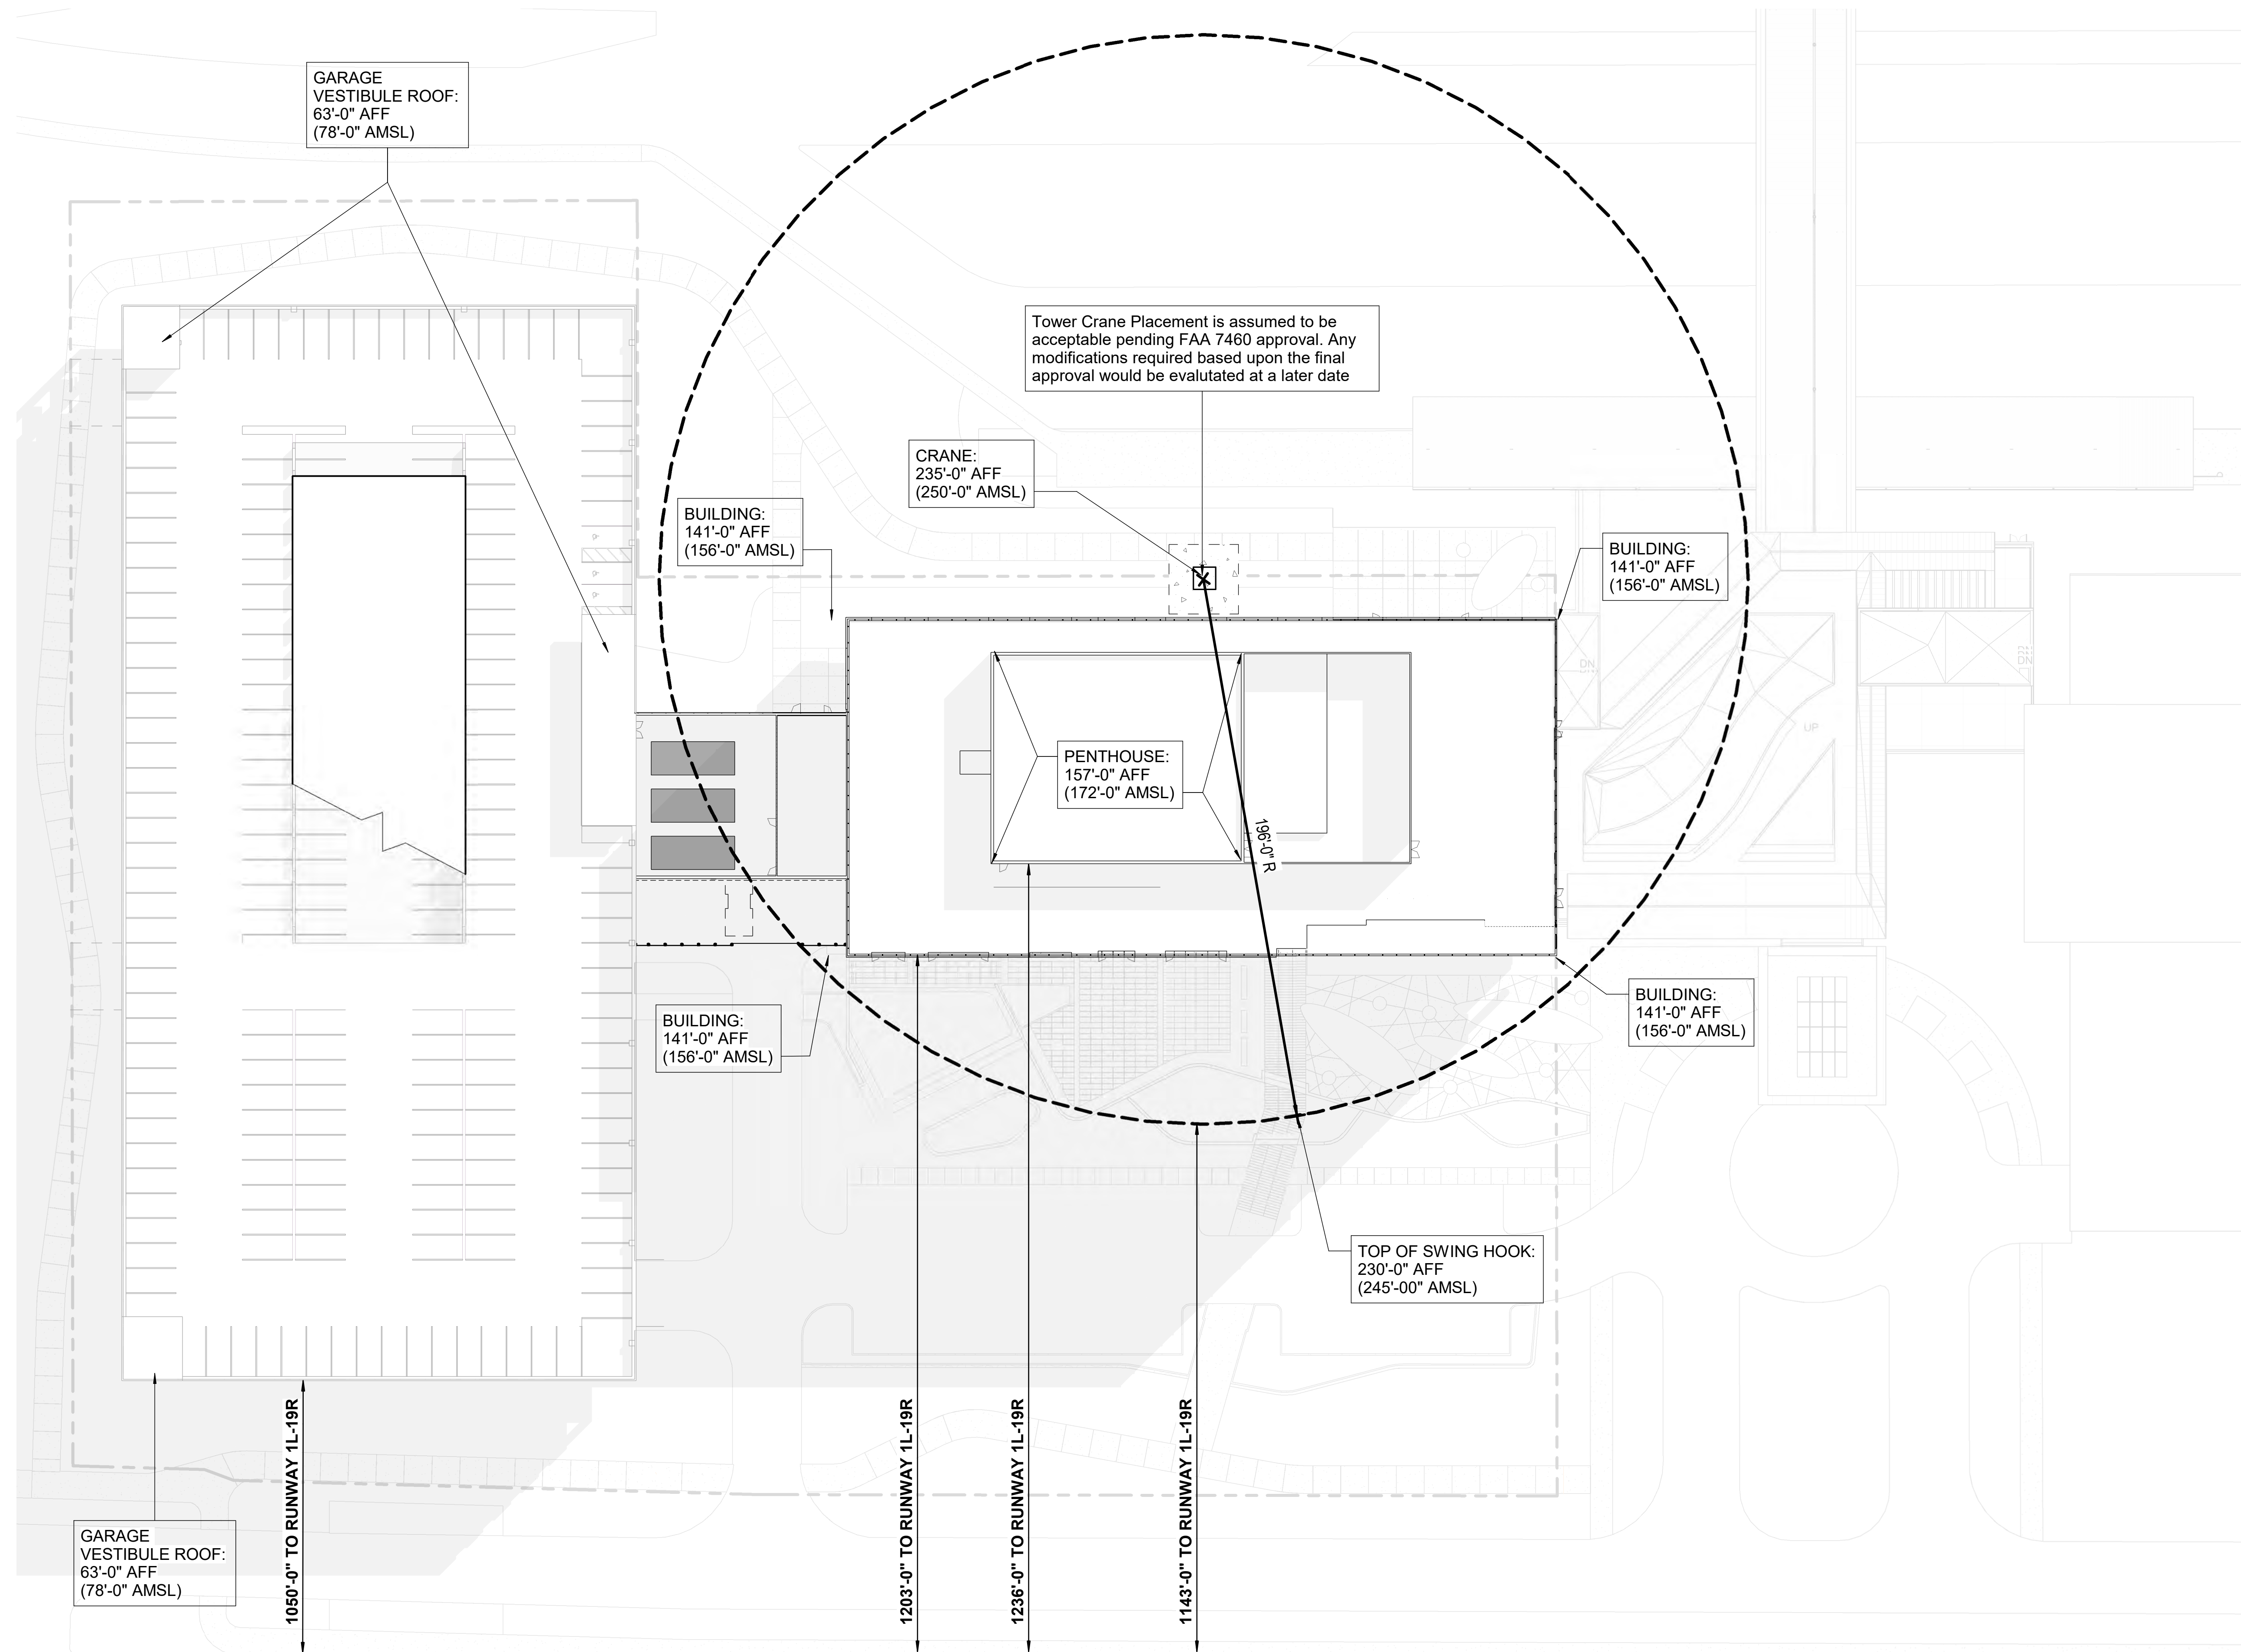 GARAGE
VESTIBULE ROOF:
63'-0" AFF
(78'-0" AMSL)
Tower Crane Placement is assumed to be
acceptable pending FAA 7460 approval. Any
modifications required based upon the final
approval would be evalutated at a later date
CRANE:
235'-0" AFF
(250'-0" AMSL)
BUILDING:
141'-0" AFF
(156'-0" AMSL)
BUILDING:
141'-0" AFF
(156'-0" AMSL)
DN
DN
UP
PENTHOUSE:
157'-0" AFF
(172'-0" AMSL)
196'-0" R
BUILDING:
141'-0" AFF
(156'-0" AMSL)
BUILDING:
141'-0" AFF
(156'-0" AMSL)
TOP OF SWING HOOK:
230'-0" AFF
(245'-00" AMSL)
GARAGE
VESTIBULE ROOF:
63'-0" AFF
(78'-0" AMSL)
1050'-0" TO RUNWAY 1L-19R
1203'-0" TO RUNWAY 1L-19R
1236'-0" TO RUNWAY 1L-19R
1143'-0" TO RUNWAY 1L-19R